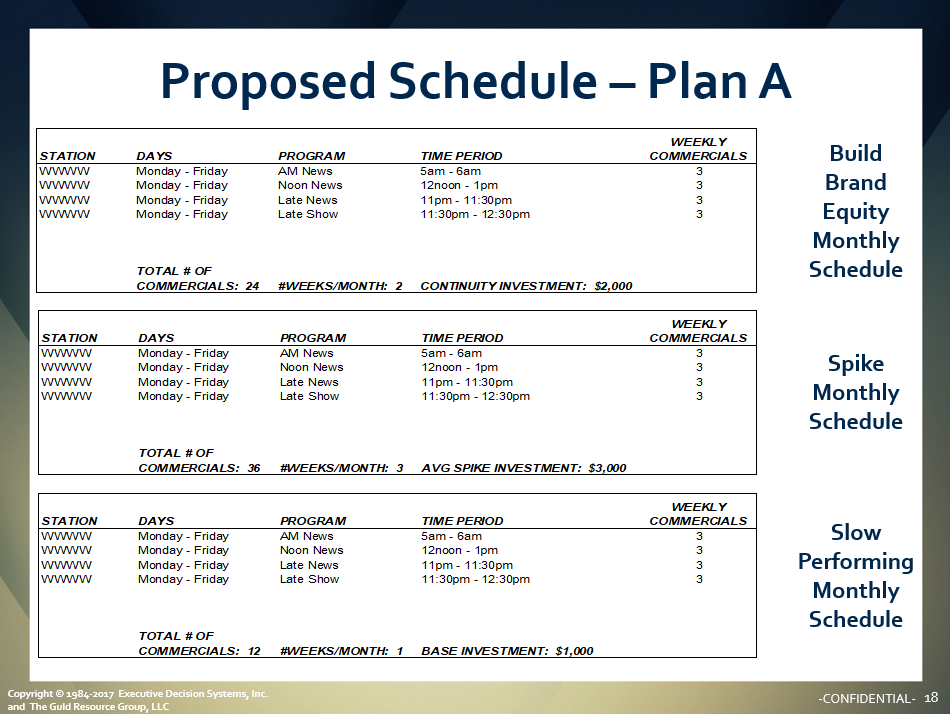 Proposed Schedule – Plan A
WEEKLY
STATION DAYS PROGRAM TIME PERIOD COMMERCIALS
WWWW Monday - Friday AM News 5am - 6am 3
WWWW Monday - Friday Noon News 12noon - 1pm 3
WWWW Monday - Friday Late News 11pm - 11:30pm 3
WWWW Monday - Friday Late Show 11:30pm - 12:30pm 3
TOTAL # OF
COMMERCIALS: 24 #WEEKS/MONTH: 2 CONTINUITY INVESTMENT: $2,000
Build
Brand
Equity
Monthly
Schedule
WEEKLY
STATION DAYS PROGRAM TIME PERIOD COMMERCIALS
WWWW Monday - Friday AM News 5am - 6am 3
WWWW Monday - Friday Noon News 12noon - 1pm 3
WWWW Monday - Friday Late News 11pm - 11:30pm 3
WWWW Monday - Friday Late Show 11:30pm - 12:30pm 3
TOTAL # OF
COMMERCIALS: 36 #WEEKS/MONTH: 3 AVG SPIKE INVESTMENT: $3,000
Spike
Monthly
Schedule
WEEKLY
STATION DAYS PROGRAM TIME PERIOD COMMERCIALS
WWWW Monday - Friday AM News 5am - 6am 3
WWWW Monday - Friday Noon News 12noon - 1pm 3
WWWW Monday - Friday Late News 11pm - 11:30pm 3
WWWW Monday - Friday Late Show 11:30pm - 12:30pm 3
TOTAL # OF
COMMERCIALS: 12 #WEEKS/MONTH: 1 BASE INVESTMENT: $1,000
Slow
Performing
Monthly
Schedule
Copyright © 1984-2017 Executive Decision Systems, Inc.
and The Guld Resource Group, LLC
-CONFIDENTIAL- 18